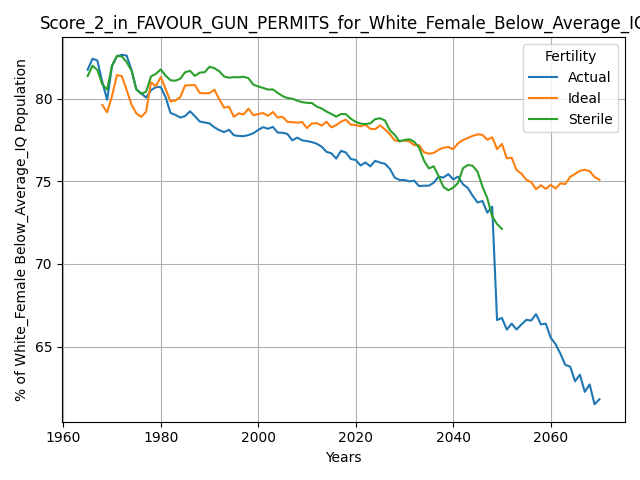 Score_2_in_FAVOUR_GUN_PERMITS_for_White_Female_Below_Average_IQ
Fertility
Actual
Ideal
Sterile
% of White_Female Below_Average_IQ Population
80
75
70
65
1960
1980
2000
2020
2040
2060
Years